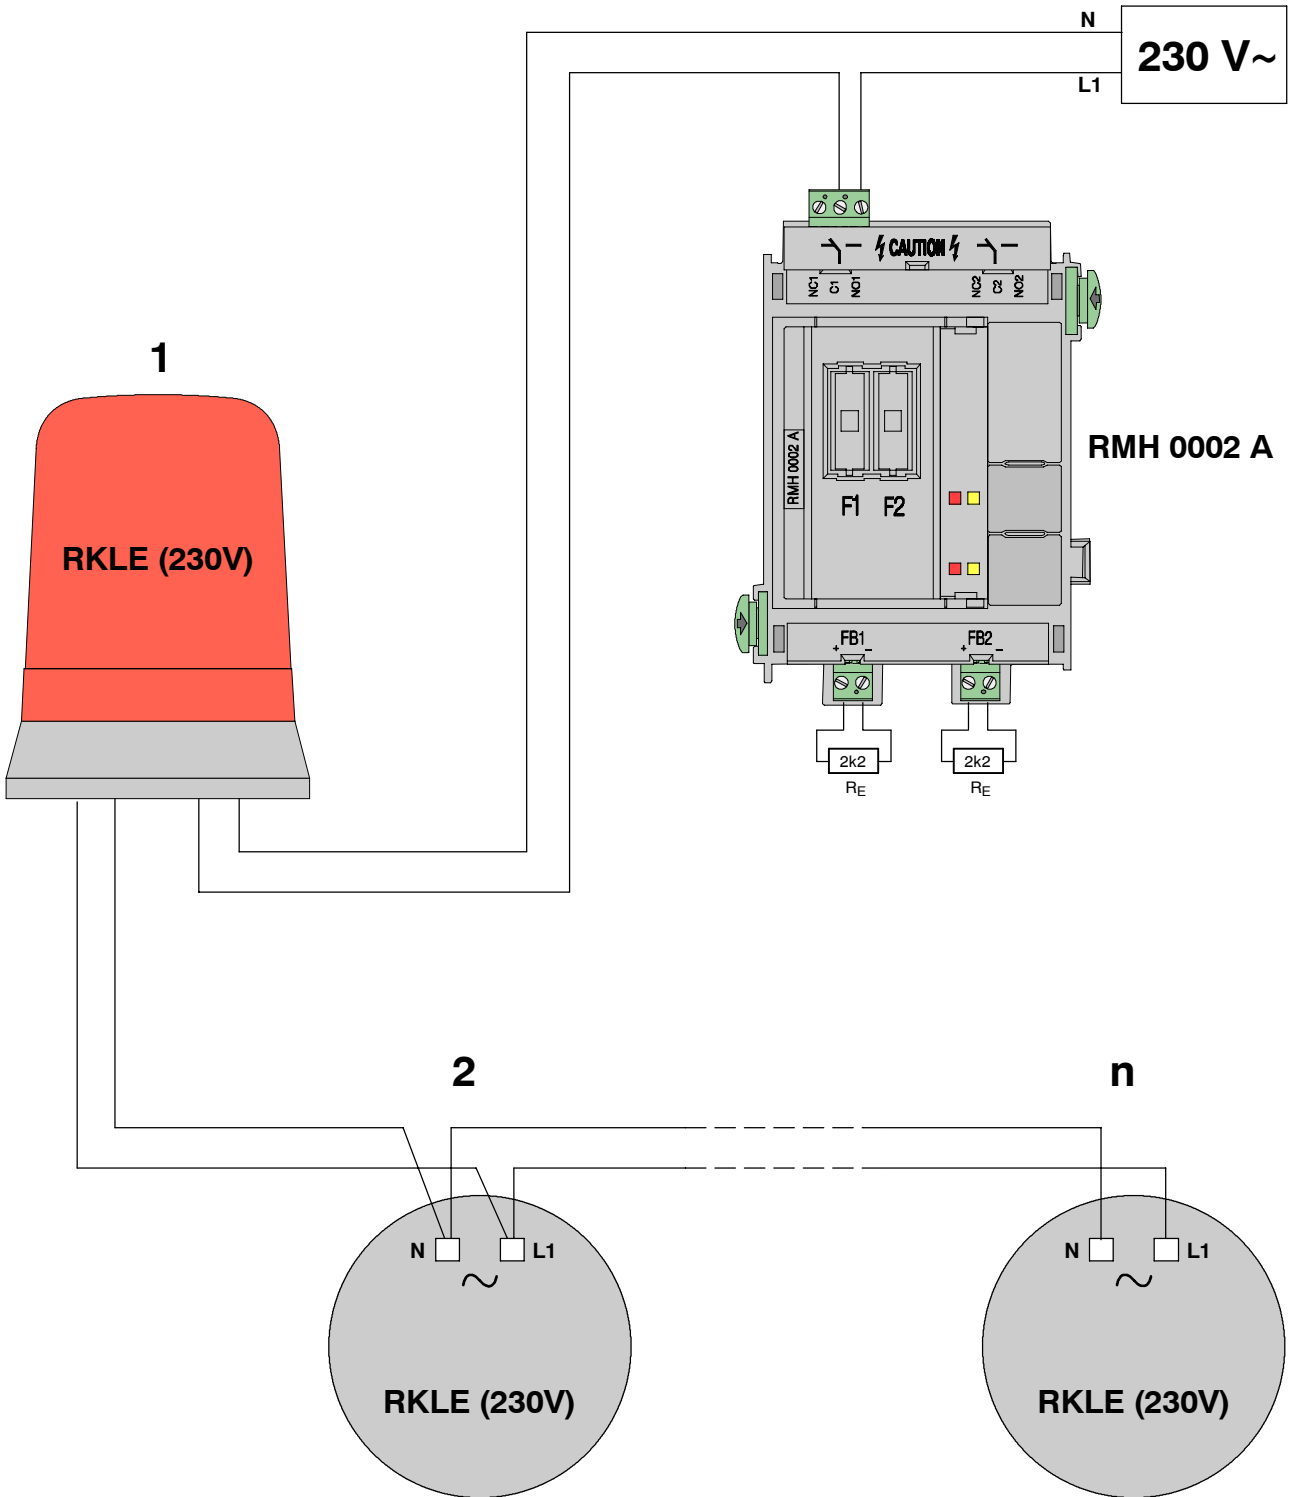 N
230 V~
L1
CAUTION
NC1
C1
NO1
NC2
C2
NO2
1
RKLE (230V)
RMH 0002 A
RMH 0002 A
F1 F2
+ FB1 −
+ FB2 −
2k2
2k2
RE
RE
2
n
N
L1
N
L1
~
~
RKLE (230V)
RKLE (230V)